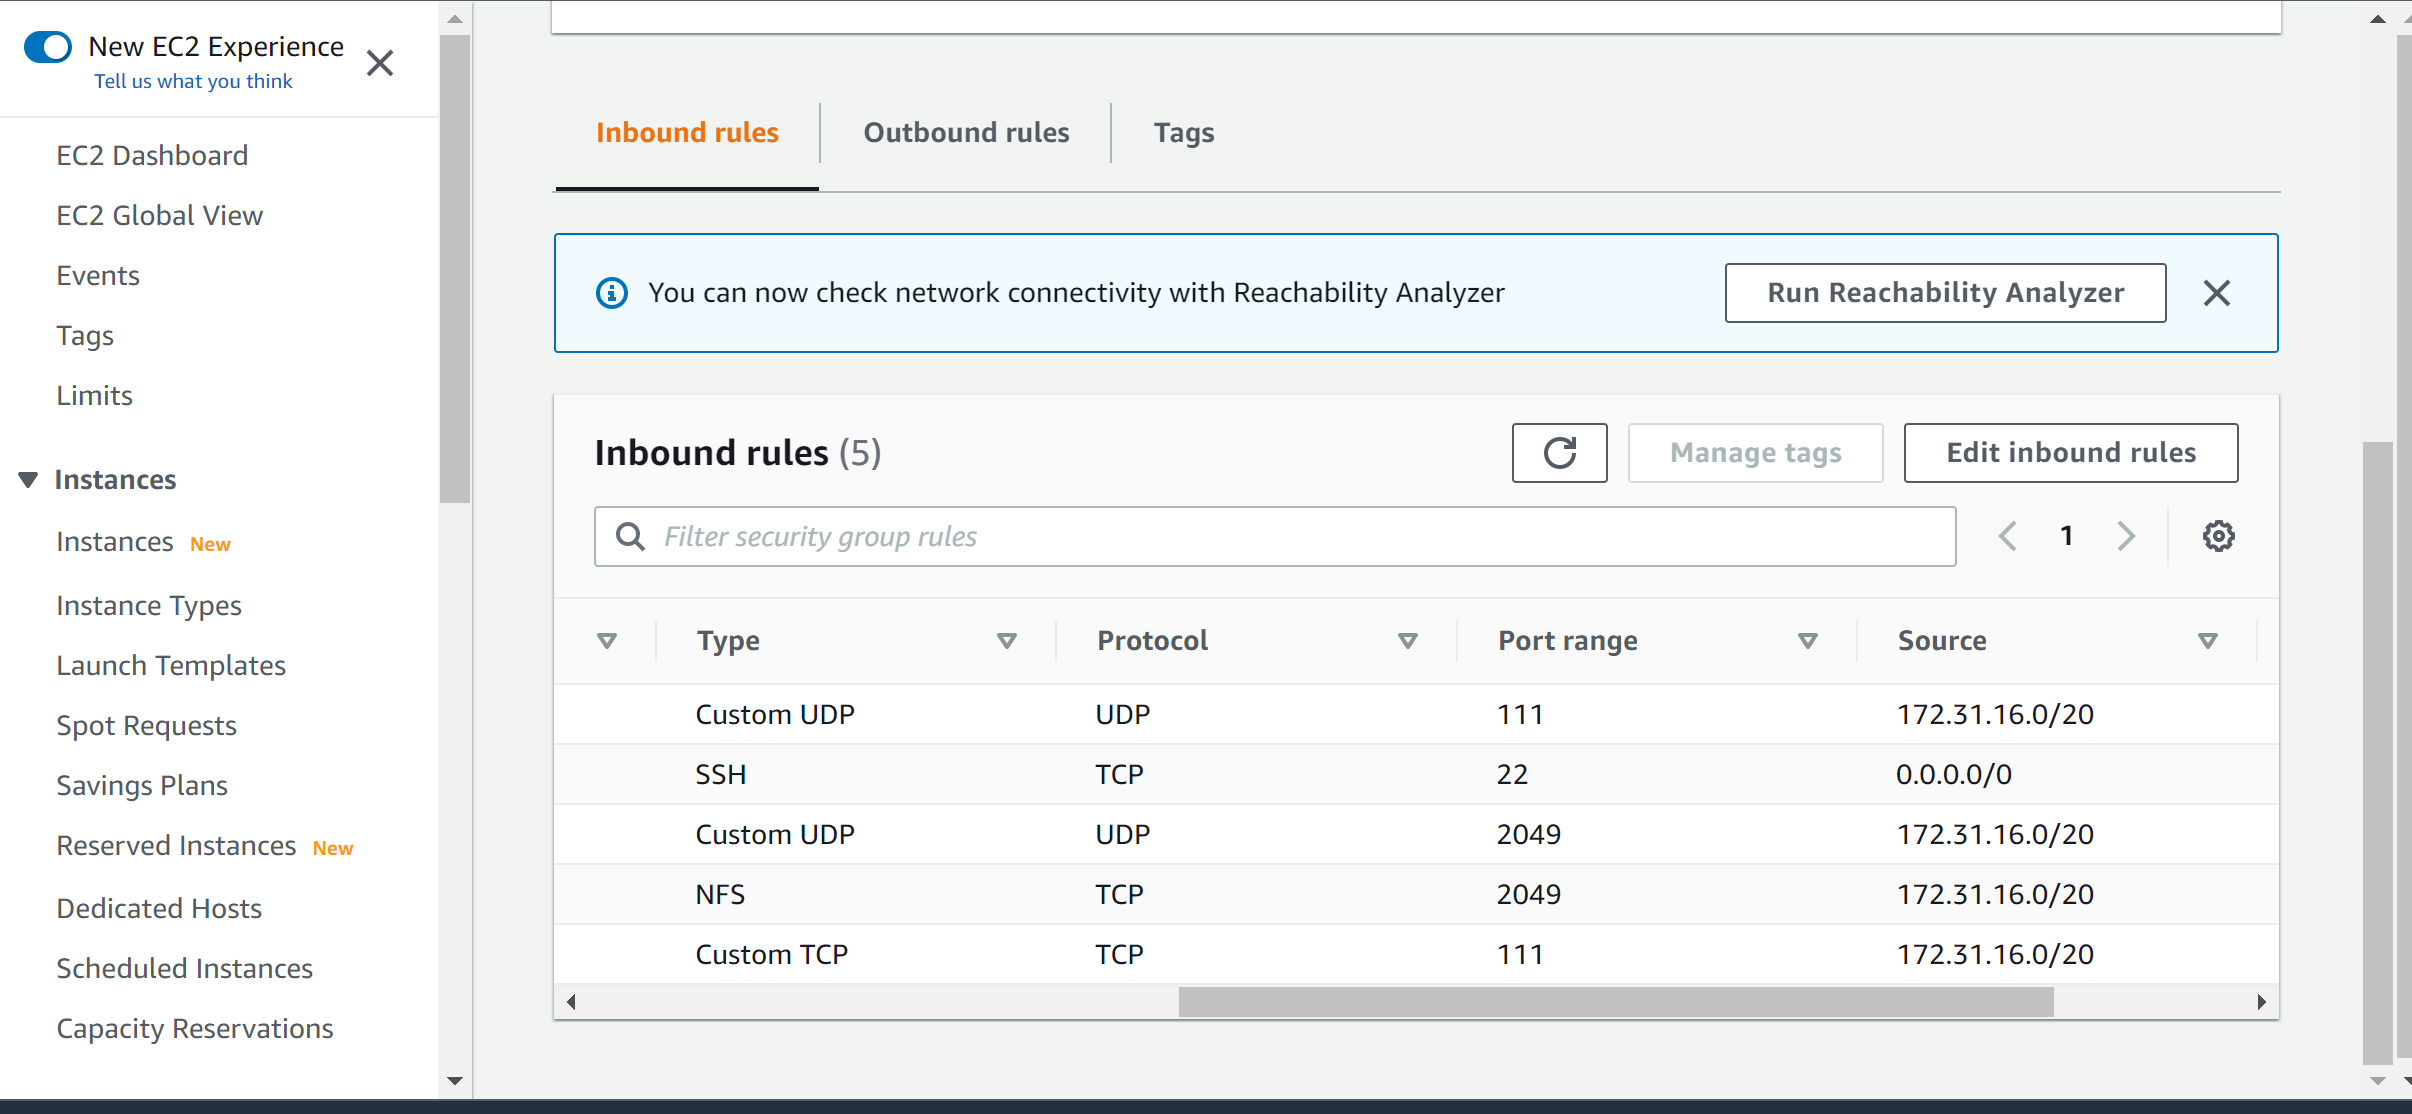 New EC2 Experience
Tell us what you think
EC2 Dashboard
EC2 Global View
Events
Tags
Limits
Instances
Instances New
Instance Types
Launch Templates
Spot Requests
Savings Plans
Reserved Instances New
Dedicated Hosts
Scheduled Instances
Capacity Reservations
Inbound rules Outbound rules Tags
You can now check network connectivity with Reachability Analyzer Run Reachability Analyzer
Inbound rules (5) Manage tags Edit inbound rules
Filter security group rules 1
Type Protocol Port range Source
Custom UDP UDP 111 172.31.16.0/20
SSH TCP 22 0.0.0.0/0
Custom UDP UDP 2049 172.31.16.0/20
NFS TCP 2049 172.31.16.0/20
Custom TCP TCP 111 172.31.16.0/20